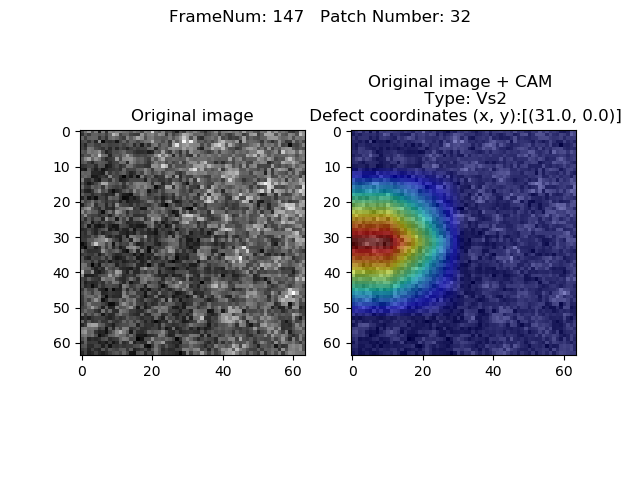 FrameNum: 147   Patch Number: 32
Original image
0
10
20
30
40
50
60
0 20 40 60
Original image + CAM
Type: Vs2
Defect coordinates (x, y):[(31.0, 0.0)]
0
10
20
30
40
50
60
0 20 40 60